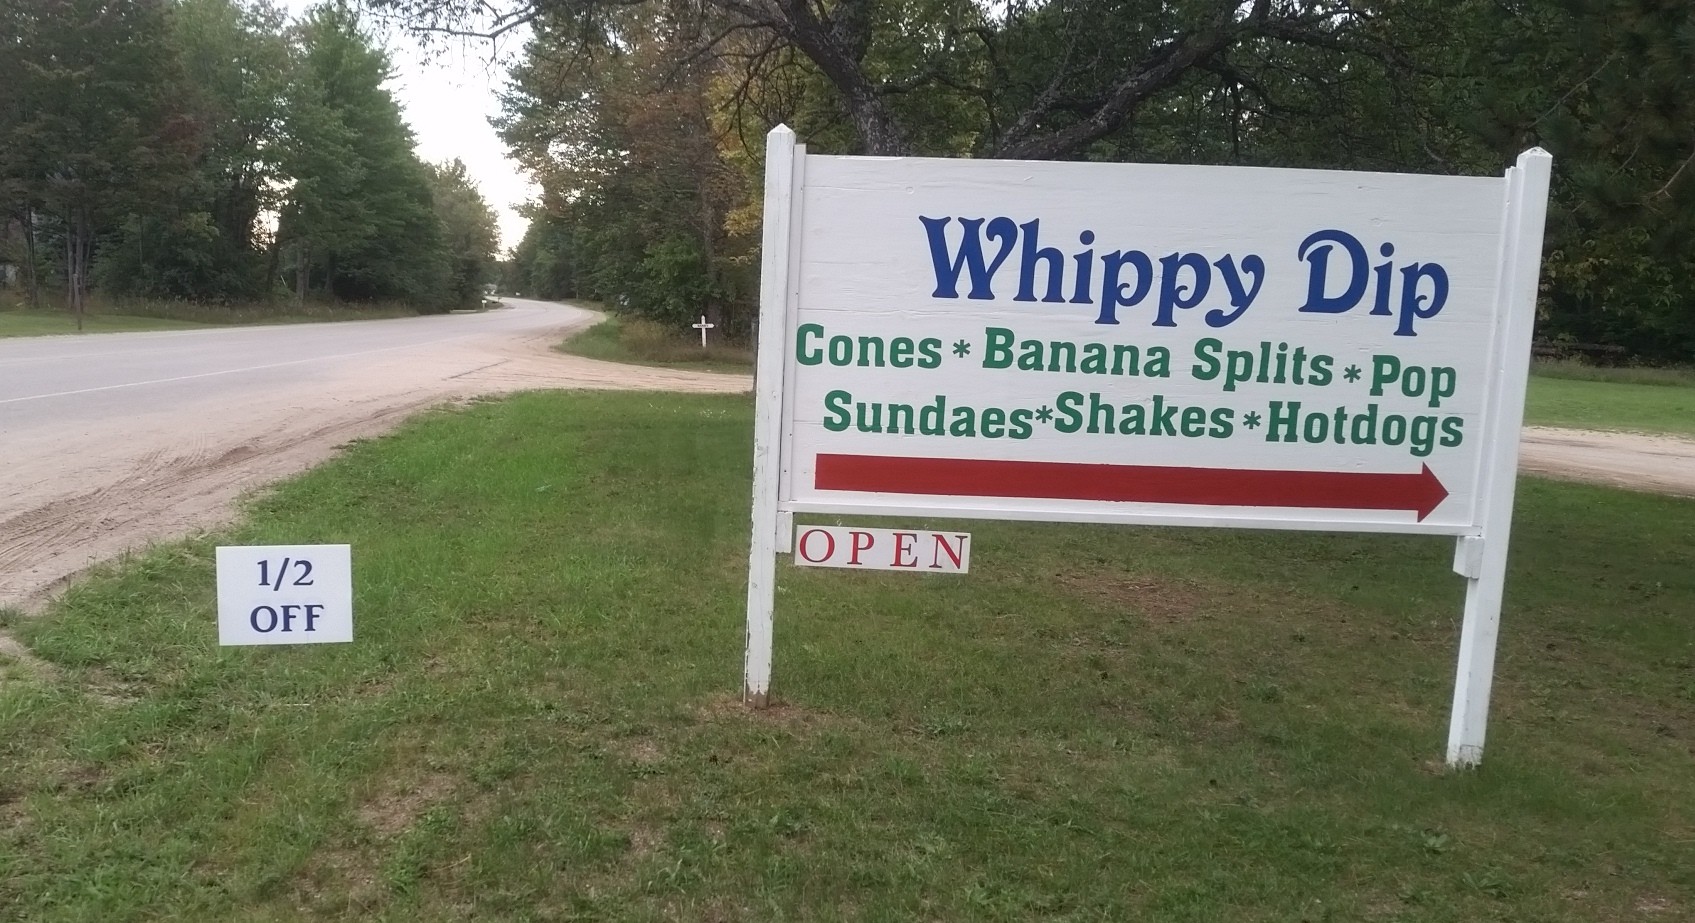 Whippy Dip
Cones * Banana Splits * Pop
Sundaes * Shakes * Hotdogs
OPEN
1/2
OFF